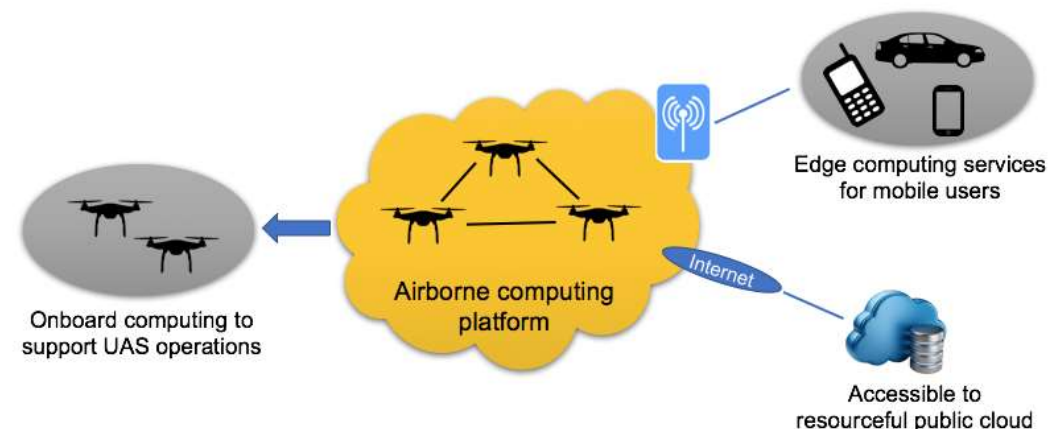 Edge computing services
for mobile users
Internet
Airborne computing
platform
Onboard computing to
support UAS operations
Accessible to
resourceful public cloud